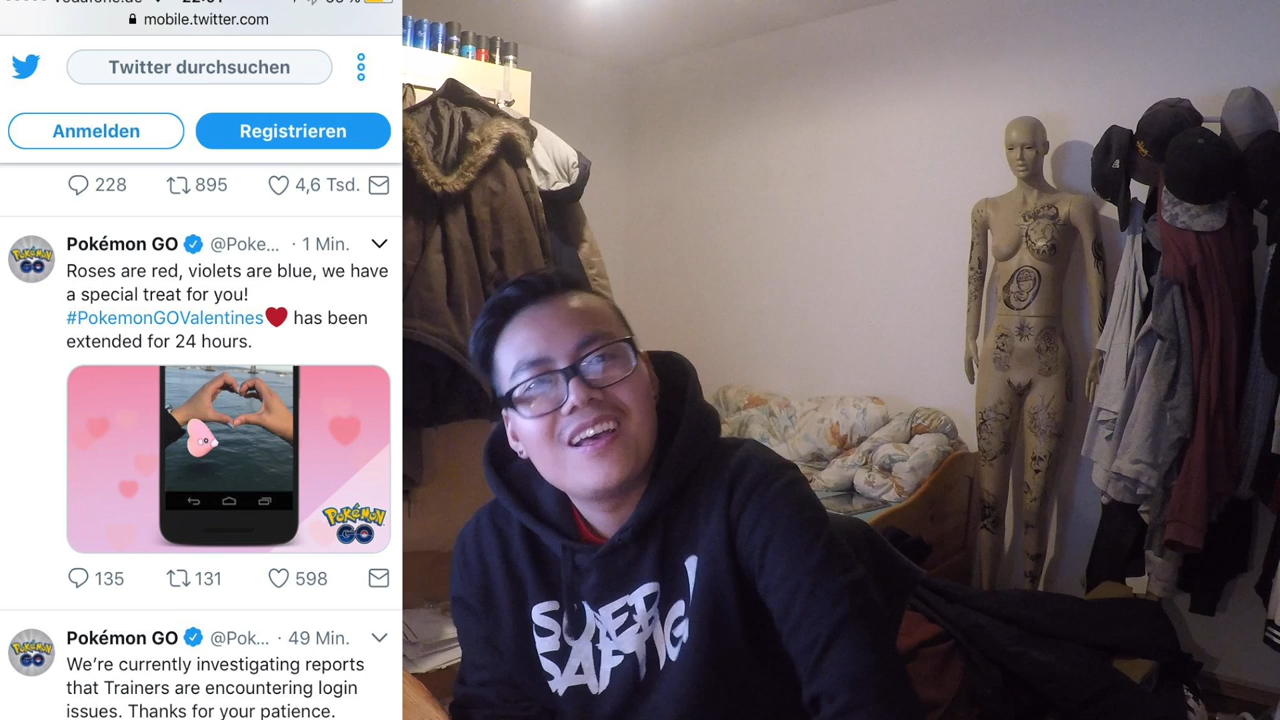 mobile.twitter.com
Twitter durchsuchen
Anmelden
Registrieren
228 895 4,6 Tsd.
Pokémon GO @Poke... · 1 Min.
Roses are red, violets are blue, we have
a special treat for you!
#PokemonGOValentines❤ has been
extended for 24 hours.
POKÉMON
GO
135 131 598
Pokémon GO @Pok... · 49 Min.
We're currently investigating reports
that Trainers are encountering login
issues. Thanks for your patience.
SUPER
SAFTIG!